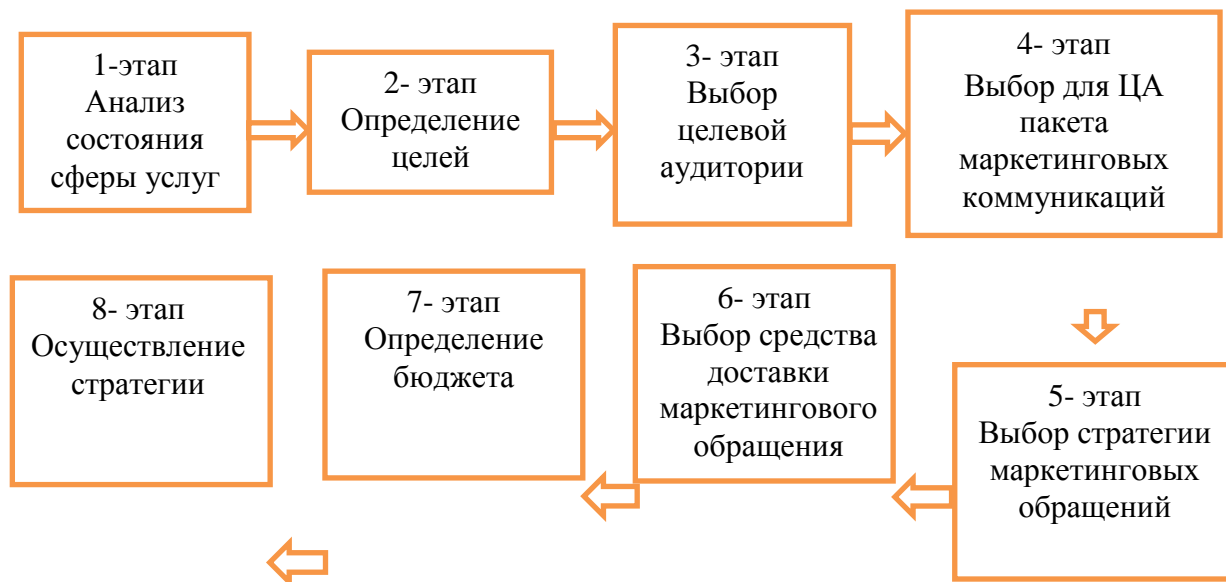 1-этап
Анализ
состояния
сферы услуг
2- этап
Определение
целей
3- этап
Выбор
целевой
аудитории
4- этап
Выбор для ЦА
пакета
маркетинговых
коммуникаций
5- этап
Выбор стратегии
маркетинговых
обращений
6- этап
Выбор средства
доставки
маркетингового
обращения
7- этап
Определение
бюджета
8- этап
Осуществление
стратегии